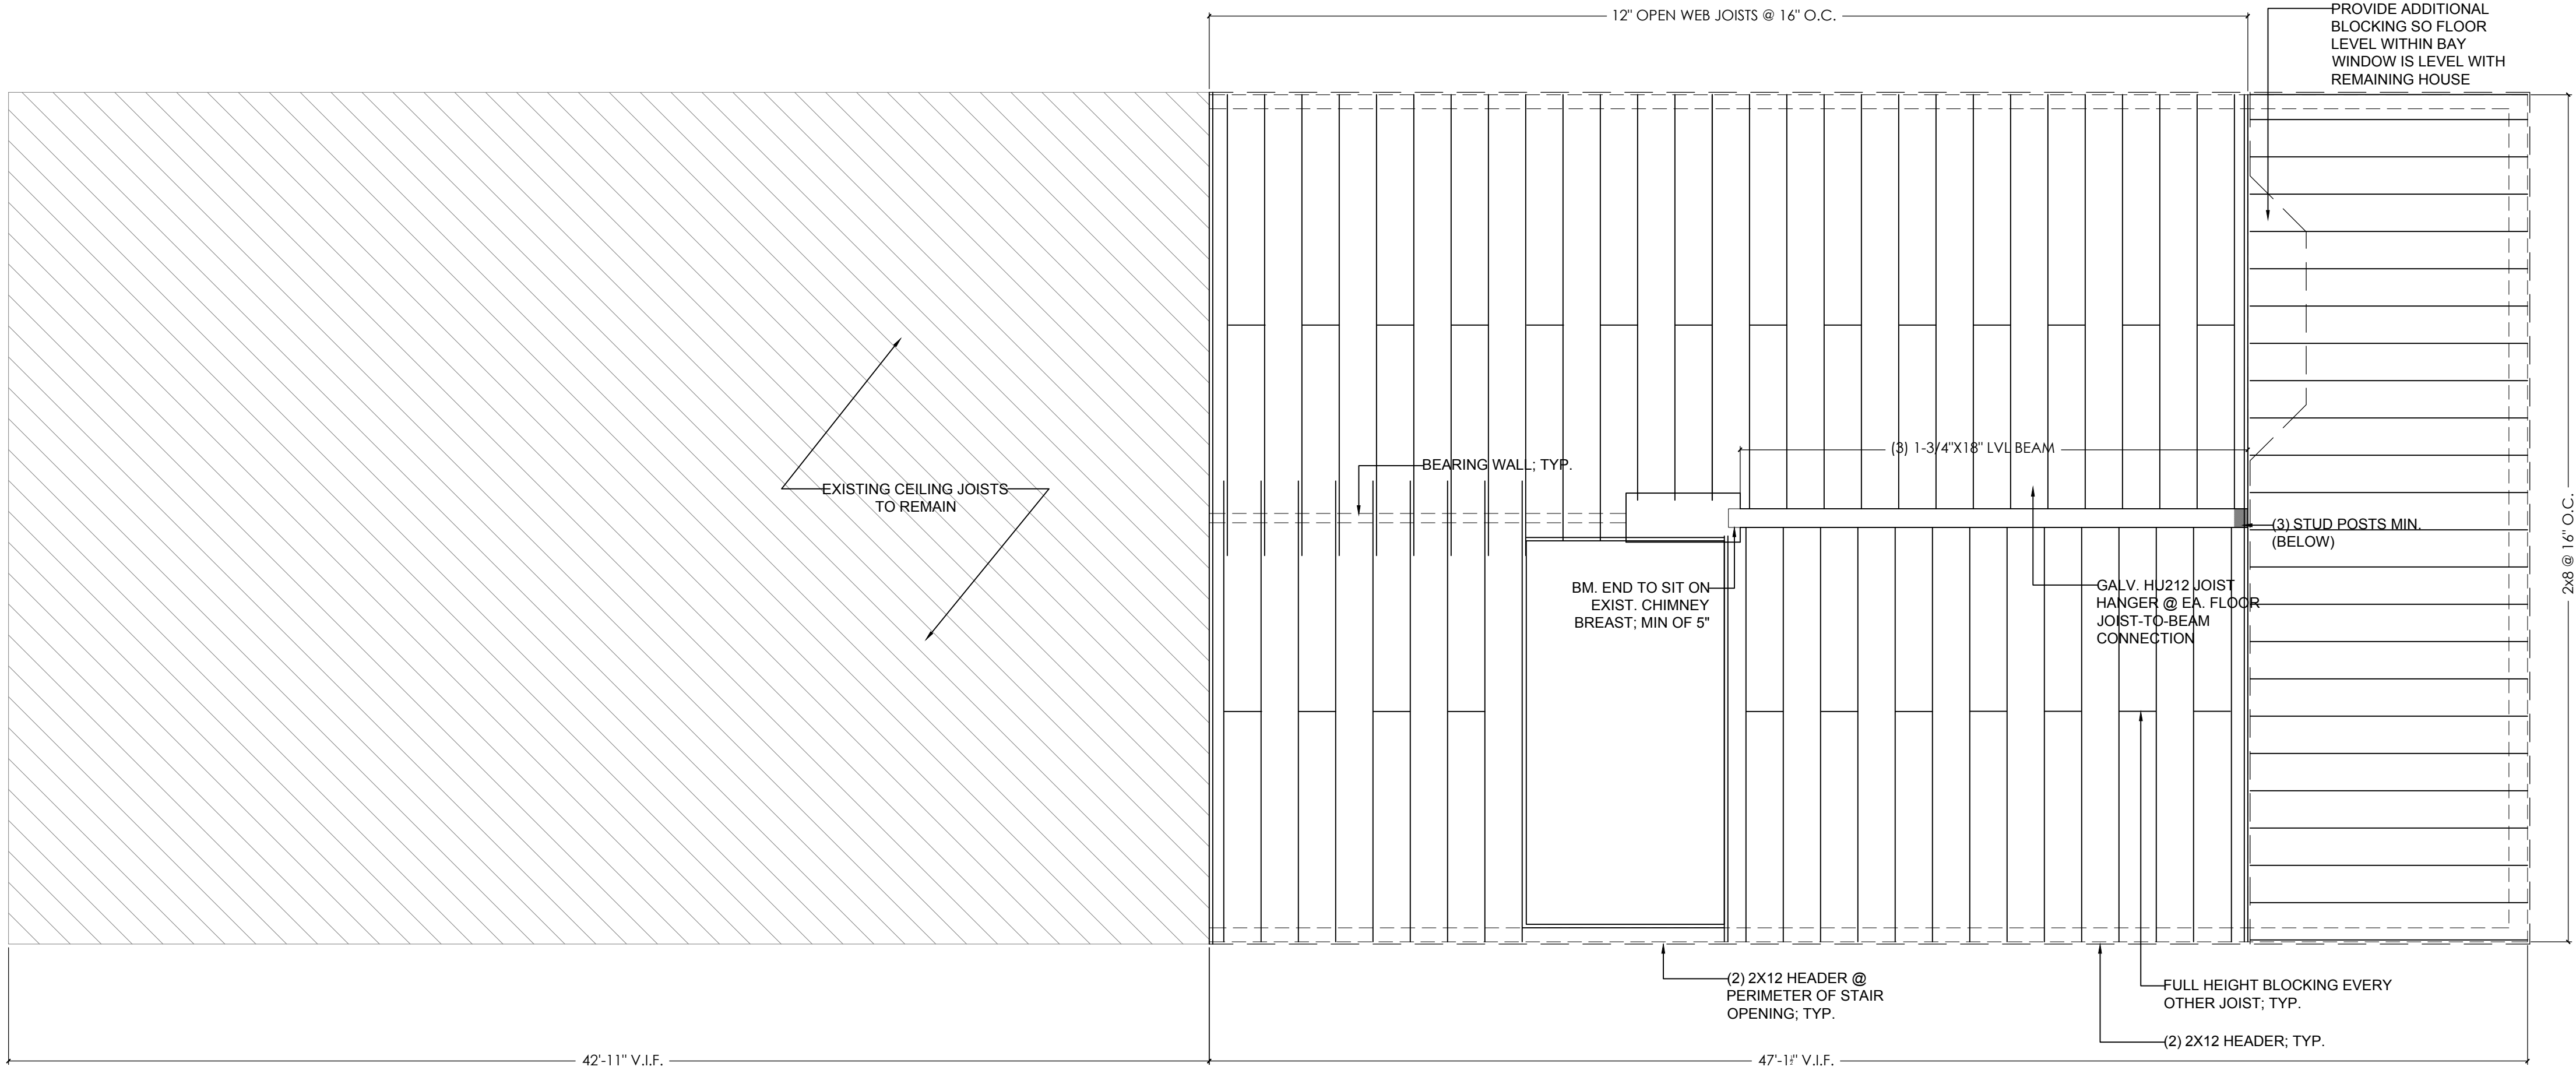 12" OPEN WEB JOISTS @ 16" O.C.
PROVIDE ADDITIONAL
BLOCKING SO FLOOR
LEVEL WITHIN BAY
WINDOW IS LEVEL WITH
REMAINING HOUSE
(3) 1-3/4"X18" LVL BEAM
BEARING WALL; TYP.
EXISTING CEILING JOISTS
TO REMAIN
(3) STUD POSTS MIN.
(BELOW)
2x8 @ 16" O.C.
BM. END TO SIT ON
EXIST. CHIMNEY
BREAST; MIN OF 5"
GALV. HU212 JOIST
HANGER @ EA. FLOOR
JOIST-TO-BEAM
CONNECTION
(2) 2X12 HEADER @
PERIMETER OF STAIR
OPENING; TYP.
FULL HEIGHT BLOCKING EVERY
OTHER JOIST; TYP.
(2) 2X12 HEADER; TYP.
42'-11" V.I.F.
V.I.F.